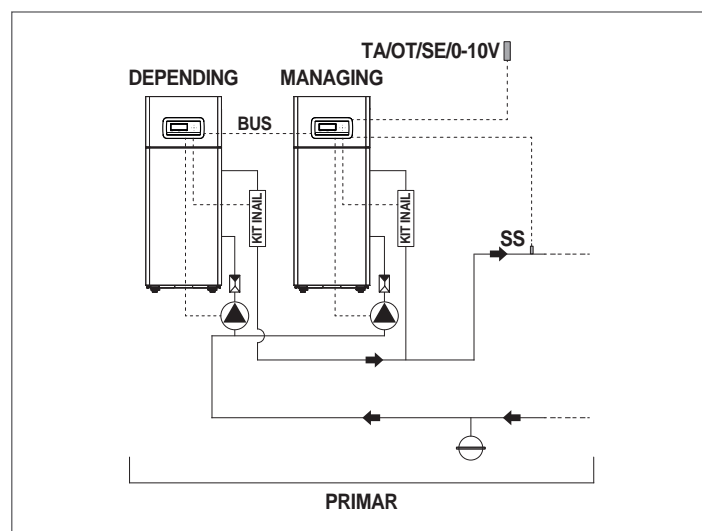 TA/OT/SE/0-10V
DEPENDING
MANAGING
BUS
KIT INAIL
KIT INAIL
SS
PRIMAR